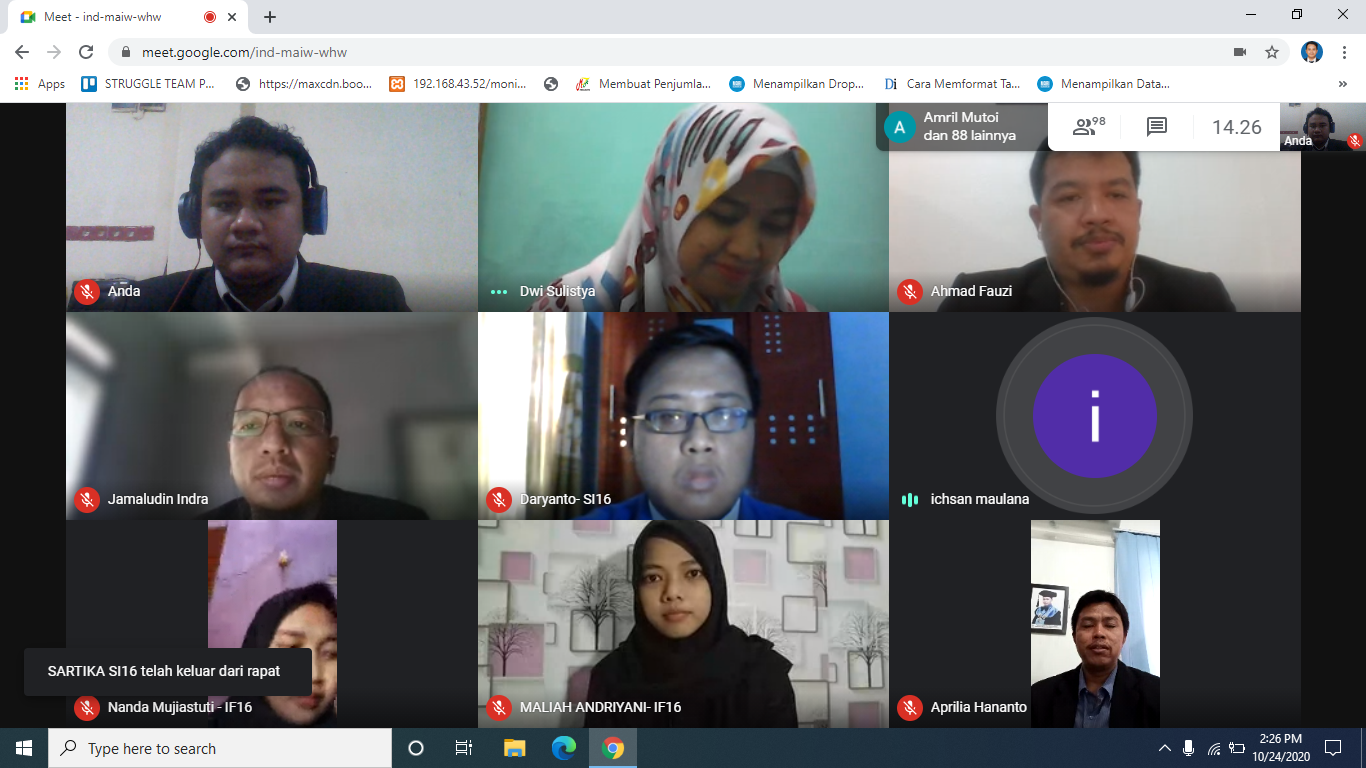 Meet - ind-maiw-whw
meet.google.com/ind-maiw-whw
Apps
STRUGGLE TEAM P...
https://maxcdn.boo...
192.168.43.52/moni...
Membuat Penjumla...
Menampilkan Drop...
Di
Cara Memformat Ta...
Menampilkan Data...
»
A
Amril Mutoi
dan 88 lainnya
98
14.26
Anda
Anda
Dwi Sulistya
Ahmad Fauzi
Jamaludin Indra
Daryanto- SI16
i
ichsan maulana
SARTIKA SI16 telah keluar dari rapat
Nanda Mujiastuti - IF16
MALIAH ANDRIYANI- IF16
Aprilia Hananto
Type here to search
2:26 PM
10/24/2020